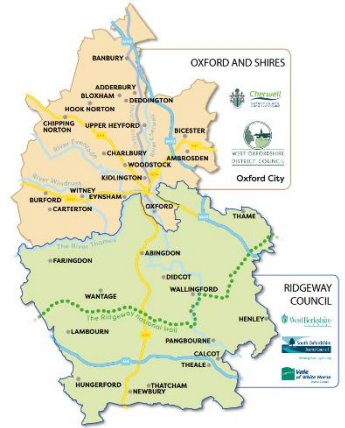 OXFORD AND SHIRES
Cherwell
WEST OXFORDSHIRE
DISTRICT COUNCIL
Oxford City
BANBURY
ADDERBURY
BLOXHAM
DEDDINGTON
HOOK NORTON
CHIPPING
NORTON
UPPER HEYFORD
BICESTER
River Evenlode
CHARLBURY
AMBROSDEN
WOODSTOCK
KIDLINGTON
River Windrush
WITNEY
BURFORD
EYNSHAM
CARTERTON
OXFORD
THAME
The River Thames
ABINGDON
FARINGDON
DIDCOT
WALLINGFORD
WANTAGE
The Ridgeway national trail
HENLEY
LAMBOURN
PANGBOURNE
CALCOT
THEALE
HUNGERFORD
THATCHAM
NEWBURY
RIDGEWAY
COUNCIL
West Berkshire
South Oxfordshire
Vale
of White Horse